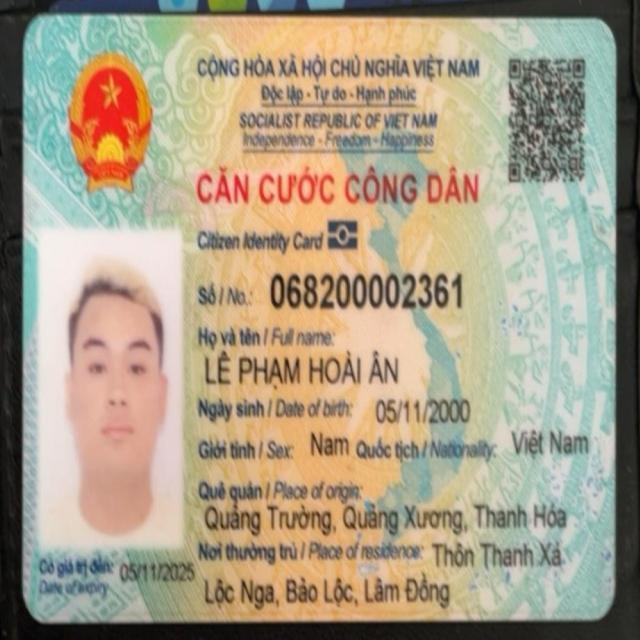 CỘNG HÒA XÃ HỘI CHỦ NGHĨA VIỆT NAM
Độc lập - Tự do - Hạnh phúc
SOCIALIST REPUBLIC OF VIET NAM
Independence - Freedom - Happiness
CĂN CƯỚC CÔNG DÂN
Citizen Identity Card
Số / No.: 068200002361
Họ và tên / Full name:
LÊ PHẠM HOÀI ÂN
Ngày sinh / Date of birth: 05/11/2000
Giới tính / Sex: Nam Quốc tịch / Nationality: Việt Nam
Quê quán / Place of origin:
Quảng Trường, Quảng Xương, Thanh Hóa
Nơi thường trú / Place of residence: Thôn Thanh Xá
Lộc Nga, Bảo Lộc, Lâm Đồng
Có giá trị đến: 05/11/2025
Date of expiry